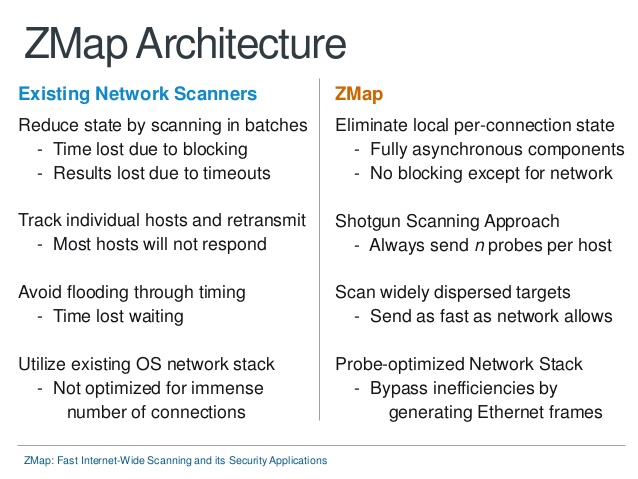 ZMap Architecture
Existing Network Scanners
Reduce state by scanning in batches
- Time lost due to blocking
- Results lost due to timeouts
Track individual hosts and retransmit
- Most hosts will not respond
Avoid flooding through timing
- Time lost waiting
Utilize existing OS network stack
- Not optimized for immense
number of connections
ZMap
Eliminate local per-connection state
- Fully asynchronous components
- No blocking except for network
Shotgun Scanning Approach
- Always send n probes per host
Scan widely dispersed targets
- Send as fast as network allows
Probe-optimized Network Stack
- Bypass inefficiencies by
generating Ethernet frames
ZMap: Fast Internet-Wide Scanning and its Security Applications